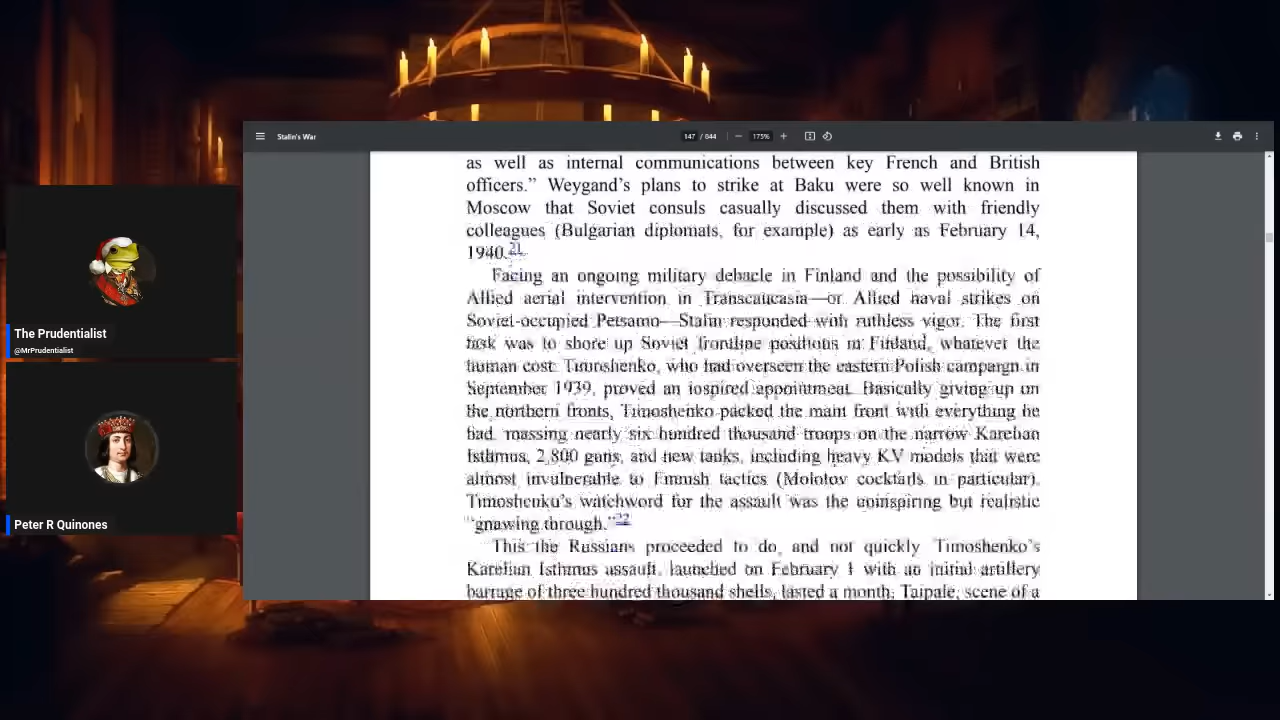 Stalin's War
147 / 844
175%
as well as internal communications between key French and British
officers." Weygand's plans to strike at Baku were so well known in
Moscow that Soviet consuls casually discussed them with friendly
colleagues (Bulgarian diplomats, for example) as early as February 14,
1940.21
Facing an ongoing military debacle in Finland and the possibility of
Allied aerial intervention in Transcaucasia—or Allied naval strikes on
Soviet-occupied Petsamo—Stalin responded with ruthless vigor. The first
task was to shore up Soviet frontline positions in Finland, whatever the
human cost. Timoshenko, who had overseen the eastern Polish campaign in
September 1939, proved an inspired appointment. Basically giving up on
the northern fronts, Timoshenko packed the main front with everything he
had, massing nearly six hundred thousand troops on the narrow Karelian
Isthmus, 2,800 guns, and new tanks, including heavy KV models that were
almost invulnerable to Finnish tactics (Molotov cocktails in particular).
Timoshenko's watchword for the assault was the uninspiring but realistic
"gnawing through."22
This the Russians proceeded to do, and not quickly. Timoshenko's
Karelian Isthmus assault, launched on February 1 with an initial artillery
barrage of three hundred thousand shells, lasted a month. Taipale, scene of a
The Prudentialist
@MrPrudentialist
Peter R Quinones